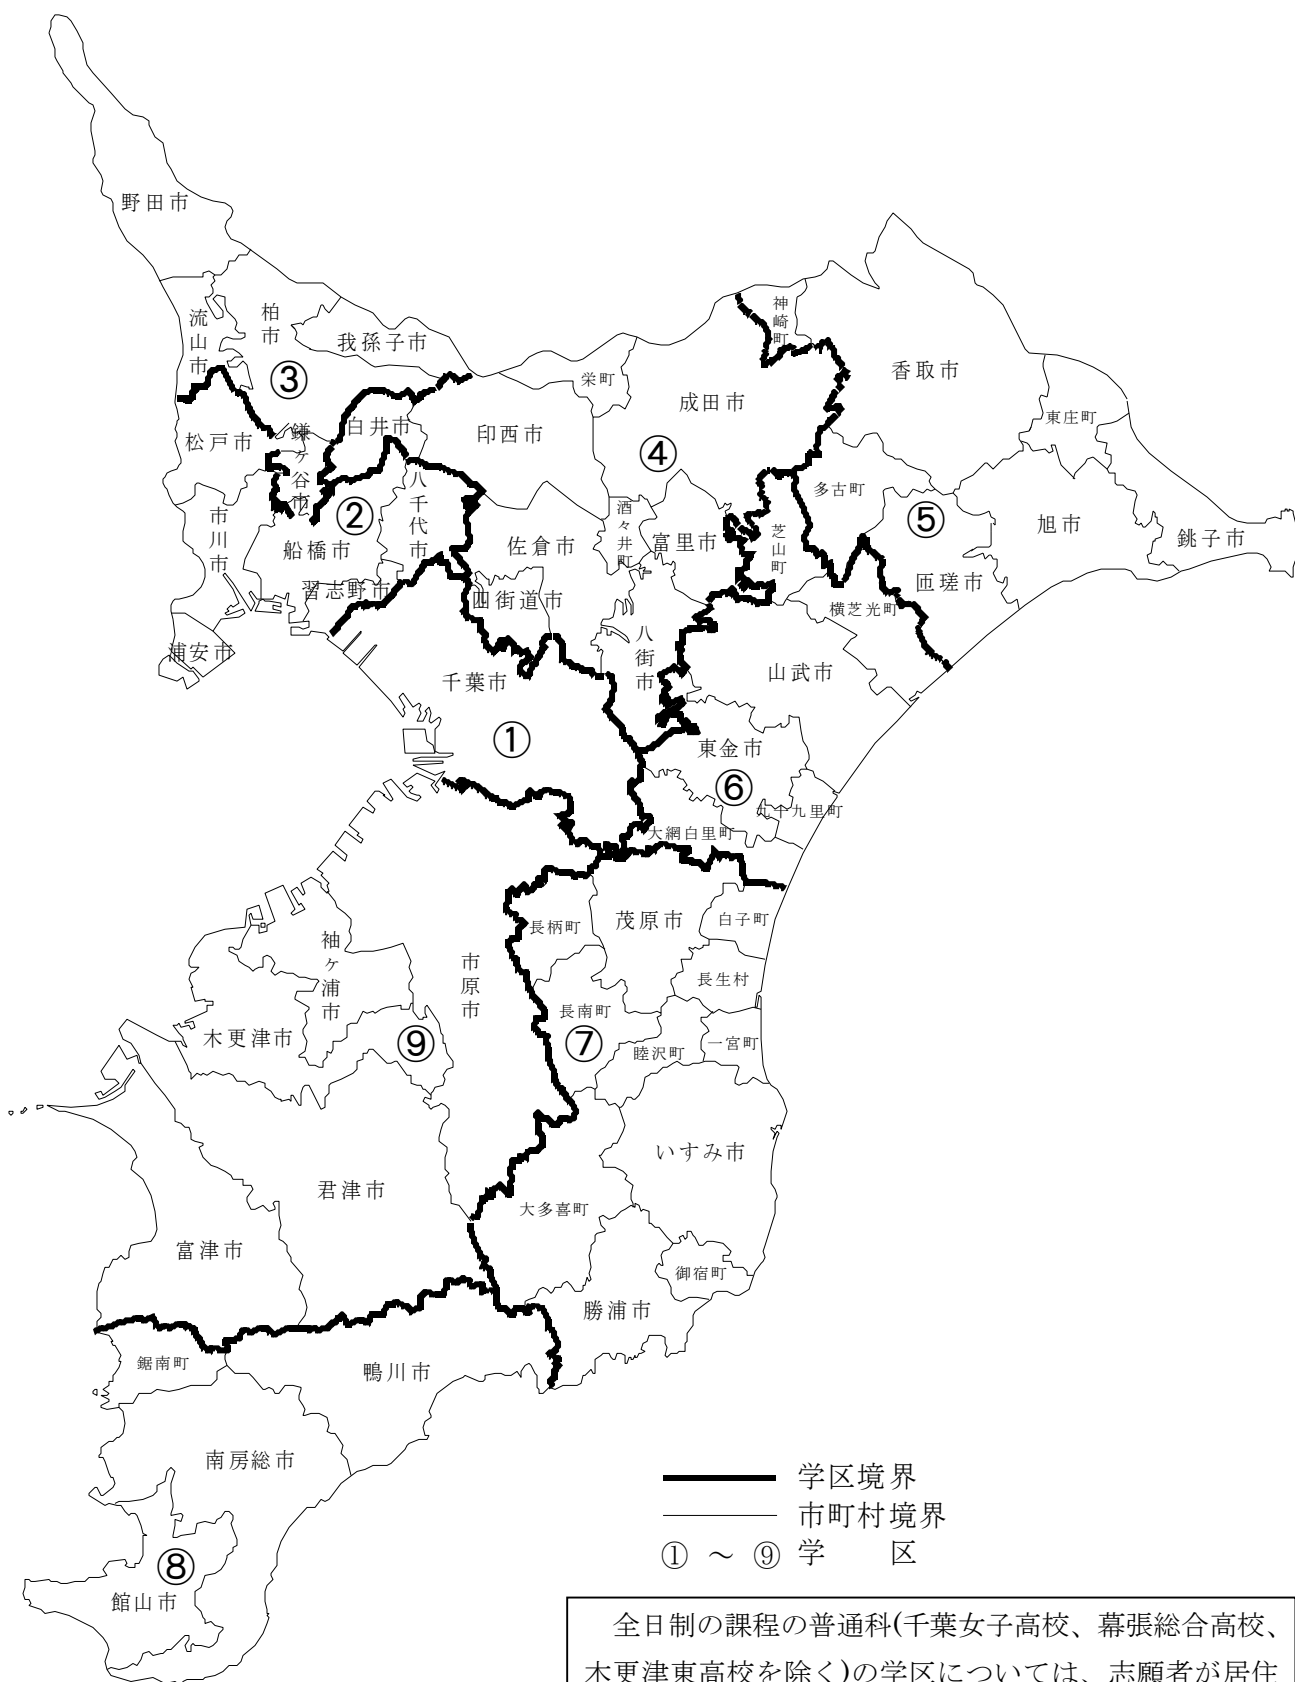 野田市
流山市
柏市
我孫子市
③
松戸市
鎌ケ谷市
白井市
印西市
栄町
成田市
④
神崎町
香取市
東庄町
②
船橋市
八千代市
市川市
習志野市
浦安市
佐倉市
酒々井町
富里市
四街道市
八街市
芝山町
多古町
⑤
旭市
銚子市
匝瑳市
横芝光町
山武市
千葉市
①
東金市
⑥
九十九里町
大網白里町
長柄町
茂原市
白子町
長生村
長南町
⑦
睦沢町
一宮町
袖ケ浦市
市原市
木更津市
⑨
いすみ市
君津市
大多喜町
富津市
御宿町
勝浦市
鋸南町
鴨川市
南房総市
⑧
館山市
学区境界
市町村境界
① ～ ⑨ 学 区
全日制の課程の普通科(千葉女子高校、幕張総合高校、
木更津東高校を除く)の学区については、志願者が居住